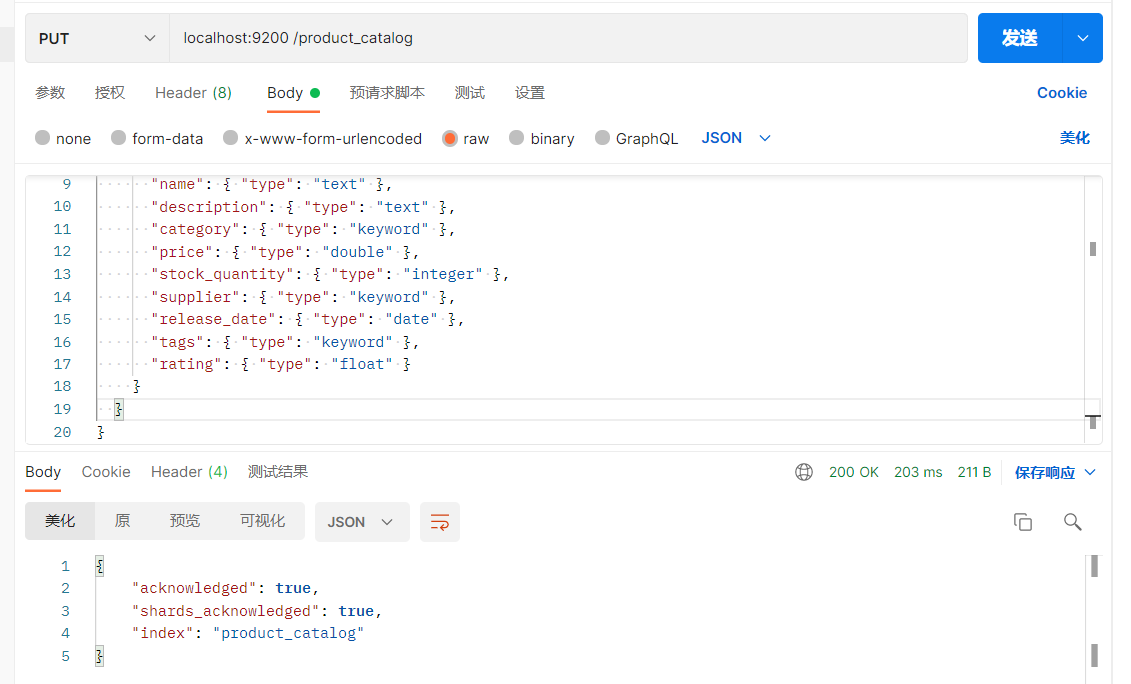 PUT localhost:9200 /product_catalog 发送
参数 授权 Header (8) Body 预请求脚本 测试 设置 Cookie
none form-data x-www-form-urlencoded raw binary GraphQL JSON 美化
9 "name": { "type": "text" },
10 "description": { "type": "text" },
11 "category": { "type": "keyword" },
12 "price": { "type": "double" },
13 "stock_quantity": { "type": "integer" },
14 "supplier": { "type": "keyword" },
15 "release_date": { "type": "date" },
16 "tags": { "type": "keyword" },
17 "rating": { "type": "float" }
18 }
19 }
20 }
Body Cookie Header (4) 测试结果 200 OK 203 ms 211 B 保存响应
美化 原 预览 可视化 JSON
1 {
2 "acknowledged": true,
3 "shards_acknowledged": true,
4 "index": "product_catalog"
5 }